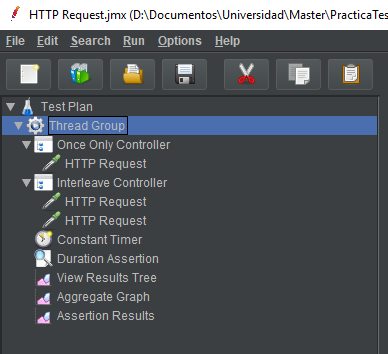 HTTP Request.jmx (D:\Documentos\Universidad\Master\PracticaTes
File Edit Search Run Options Help
Test Plan
Thread Group
Once Only Controller
HTTP Request
Interleave Controller
HTTP Request
HTTP Request
Constant Timer
Duration Assertion
View Results Tree
Aggregate Graph
Assertion Results